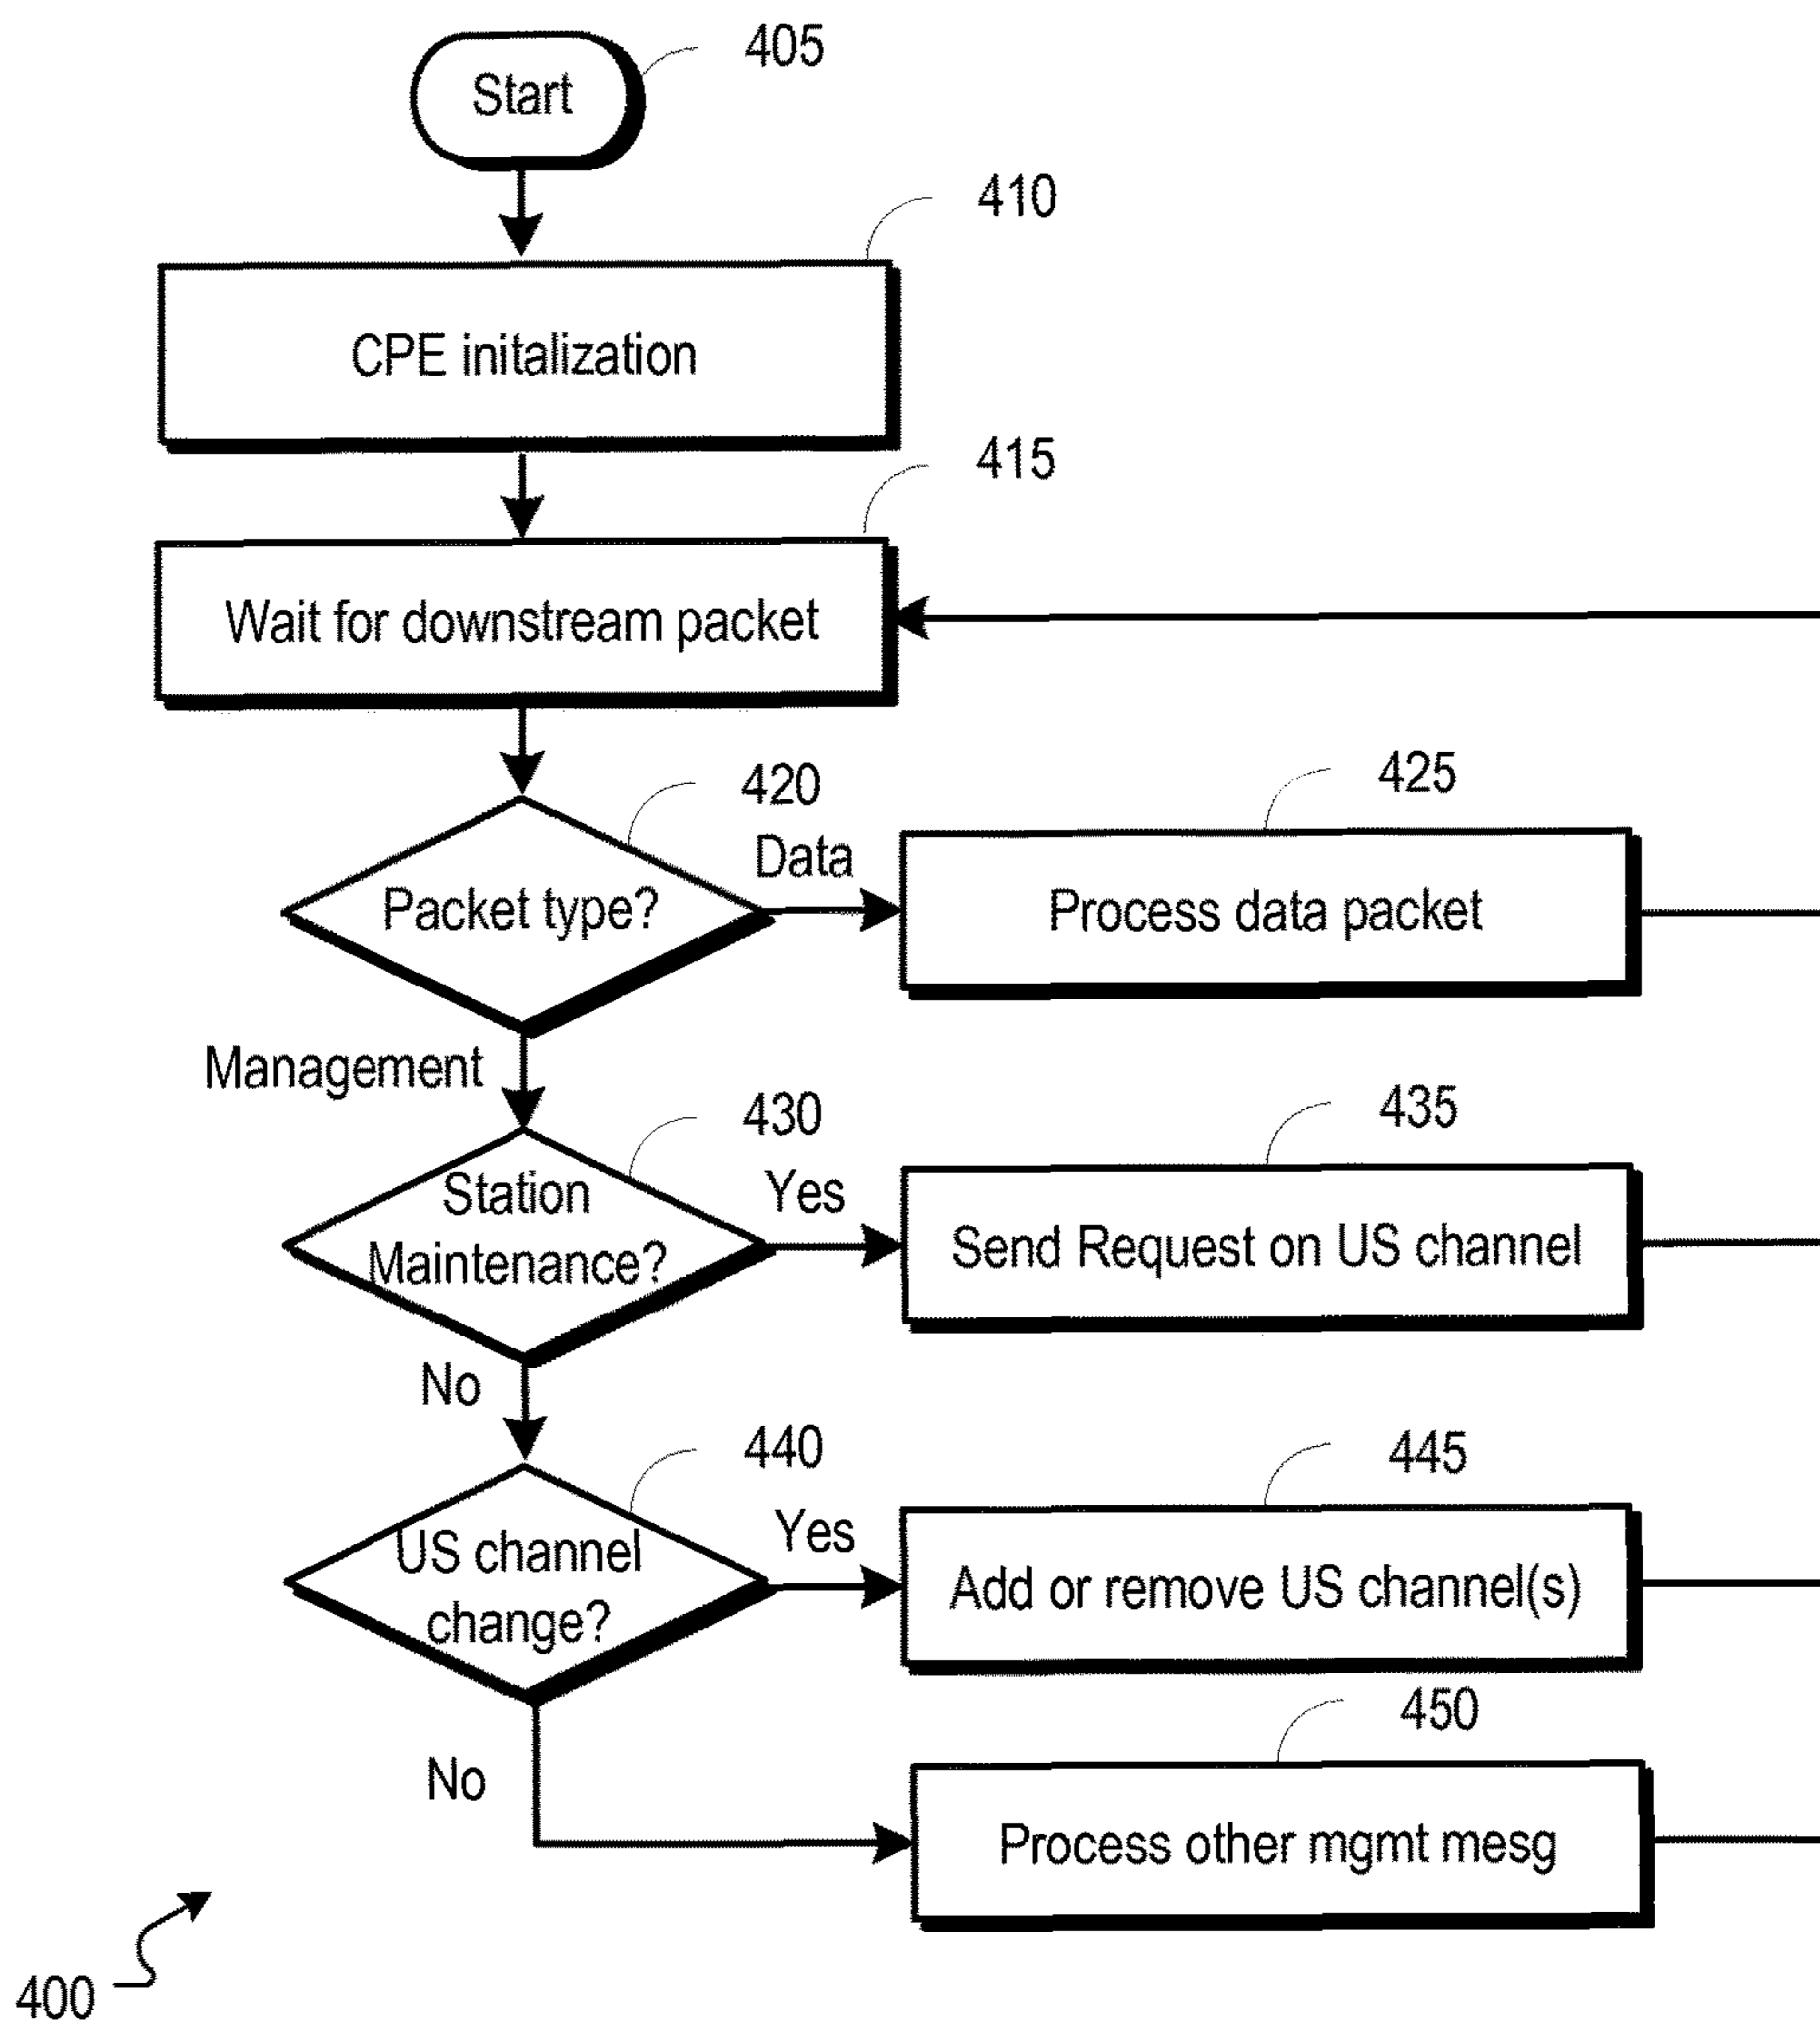 405
Start
410
CPE initalization
415
Wait for downstream packet
420
Data
425
Packet type?
Process data packet
Management
430
435
Station
Maintenance?
Yes
Send Request on US channel
No
440
445
US channel
change?
Yes
Add or remove US channel(s)
450
No
Process other mgmt mesg
400